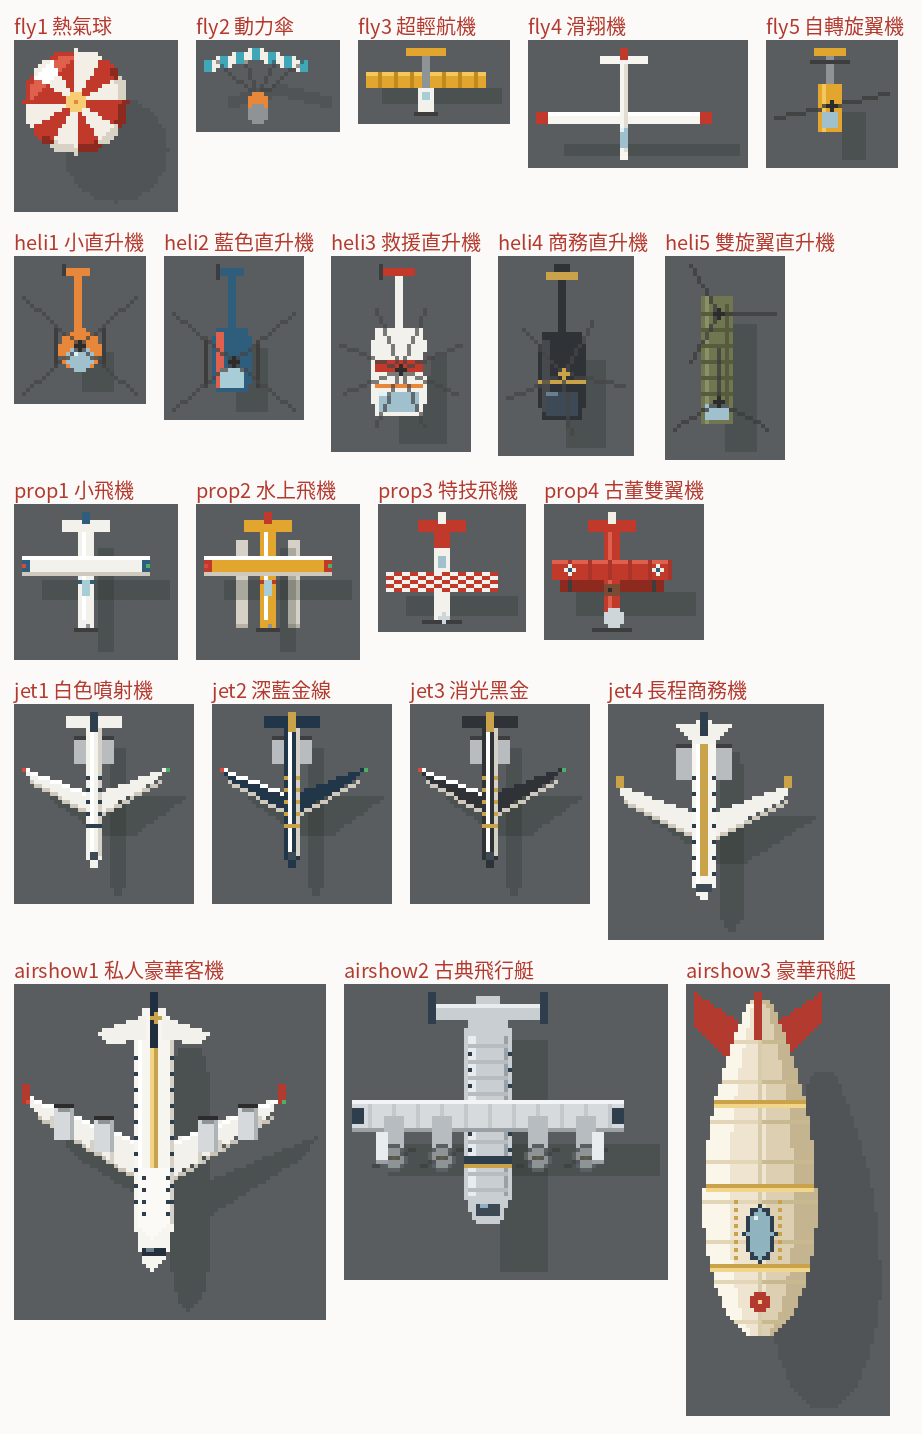 fly1 熱氣球
fly2 動力傘
fly3 超輕航機
fly4 滑翔機
fly5 自轉旋翼機
heli1 小直升機
heli2 藍色直升機
heli3 救援直升機
heli4 商務直升機
heli5 雙旋翼直升機
prop1 小飛機
prop2 水上飛機
prop3 特技飛機
prop4 古董雙翼機
jet1 白色噴射機
jet2 深藍金線
jet3 消光黑金
jet4 長程商務機
airshow1 私人豪華客機
airshow2 古典飛行艇
airshow3 豪華飛艇